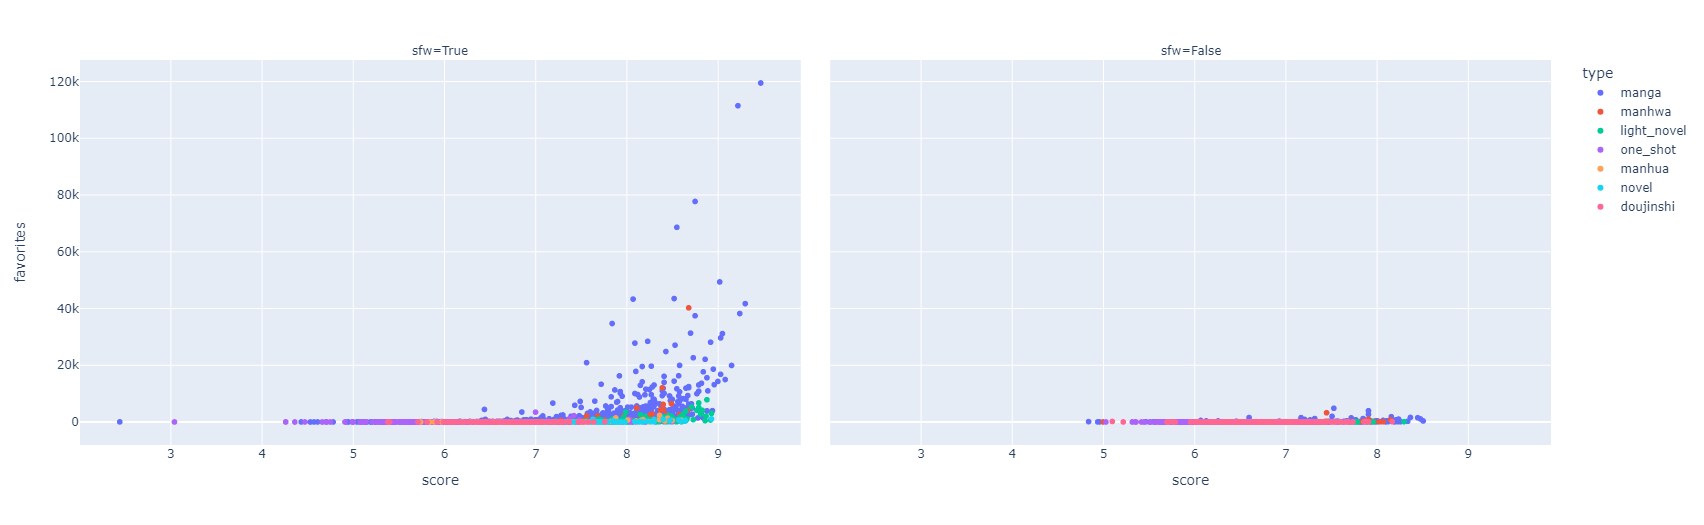 sfw=True
sfw=False
type
manga
manhwa
light_novel
one_shot
manhua
novel
doujinshi
favorites
120k
100k
80k
60k
40k
20k
0
3 4 5 6 7 8 9
3 4 5 6 7 8 9
score
score